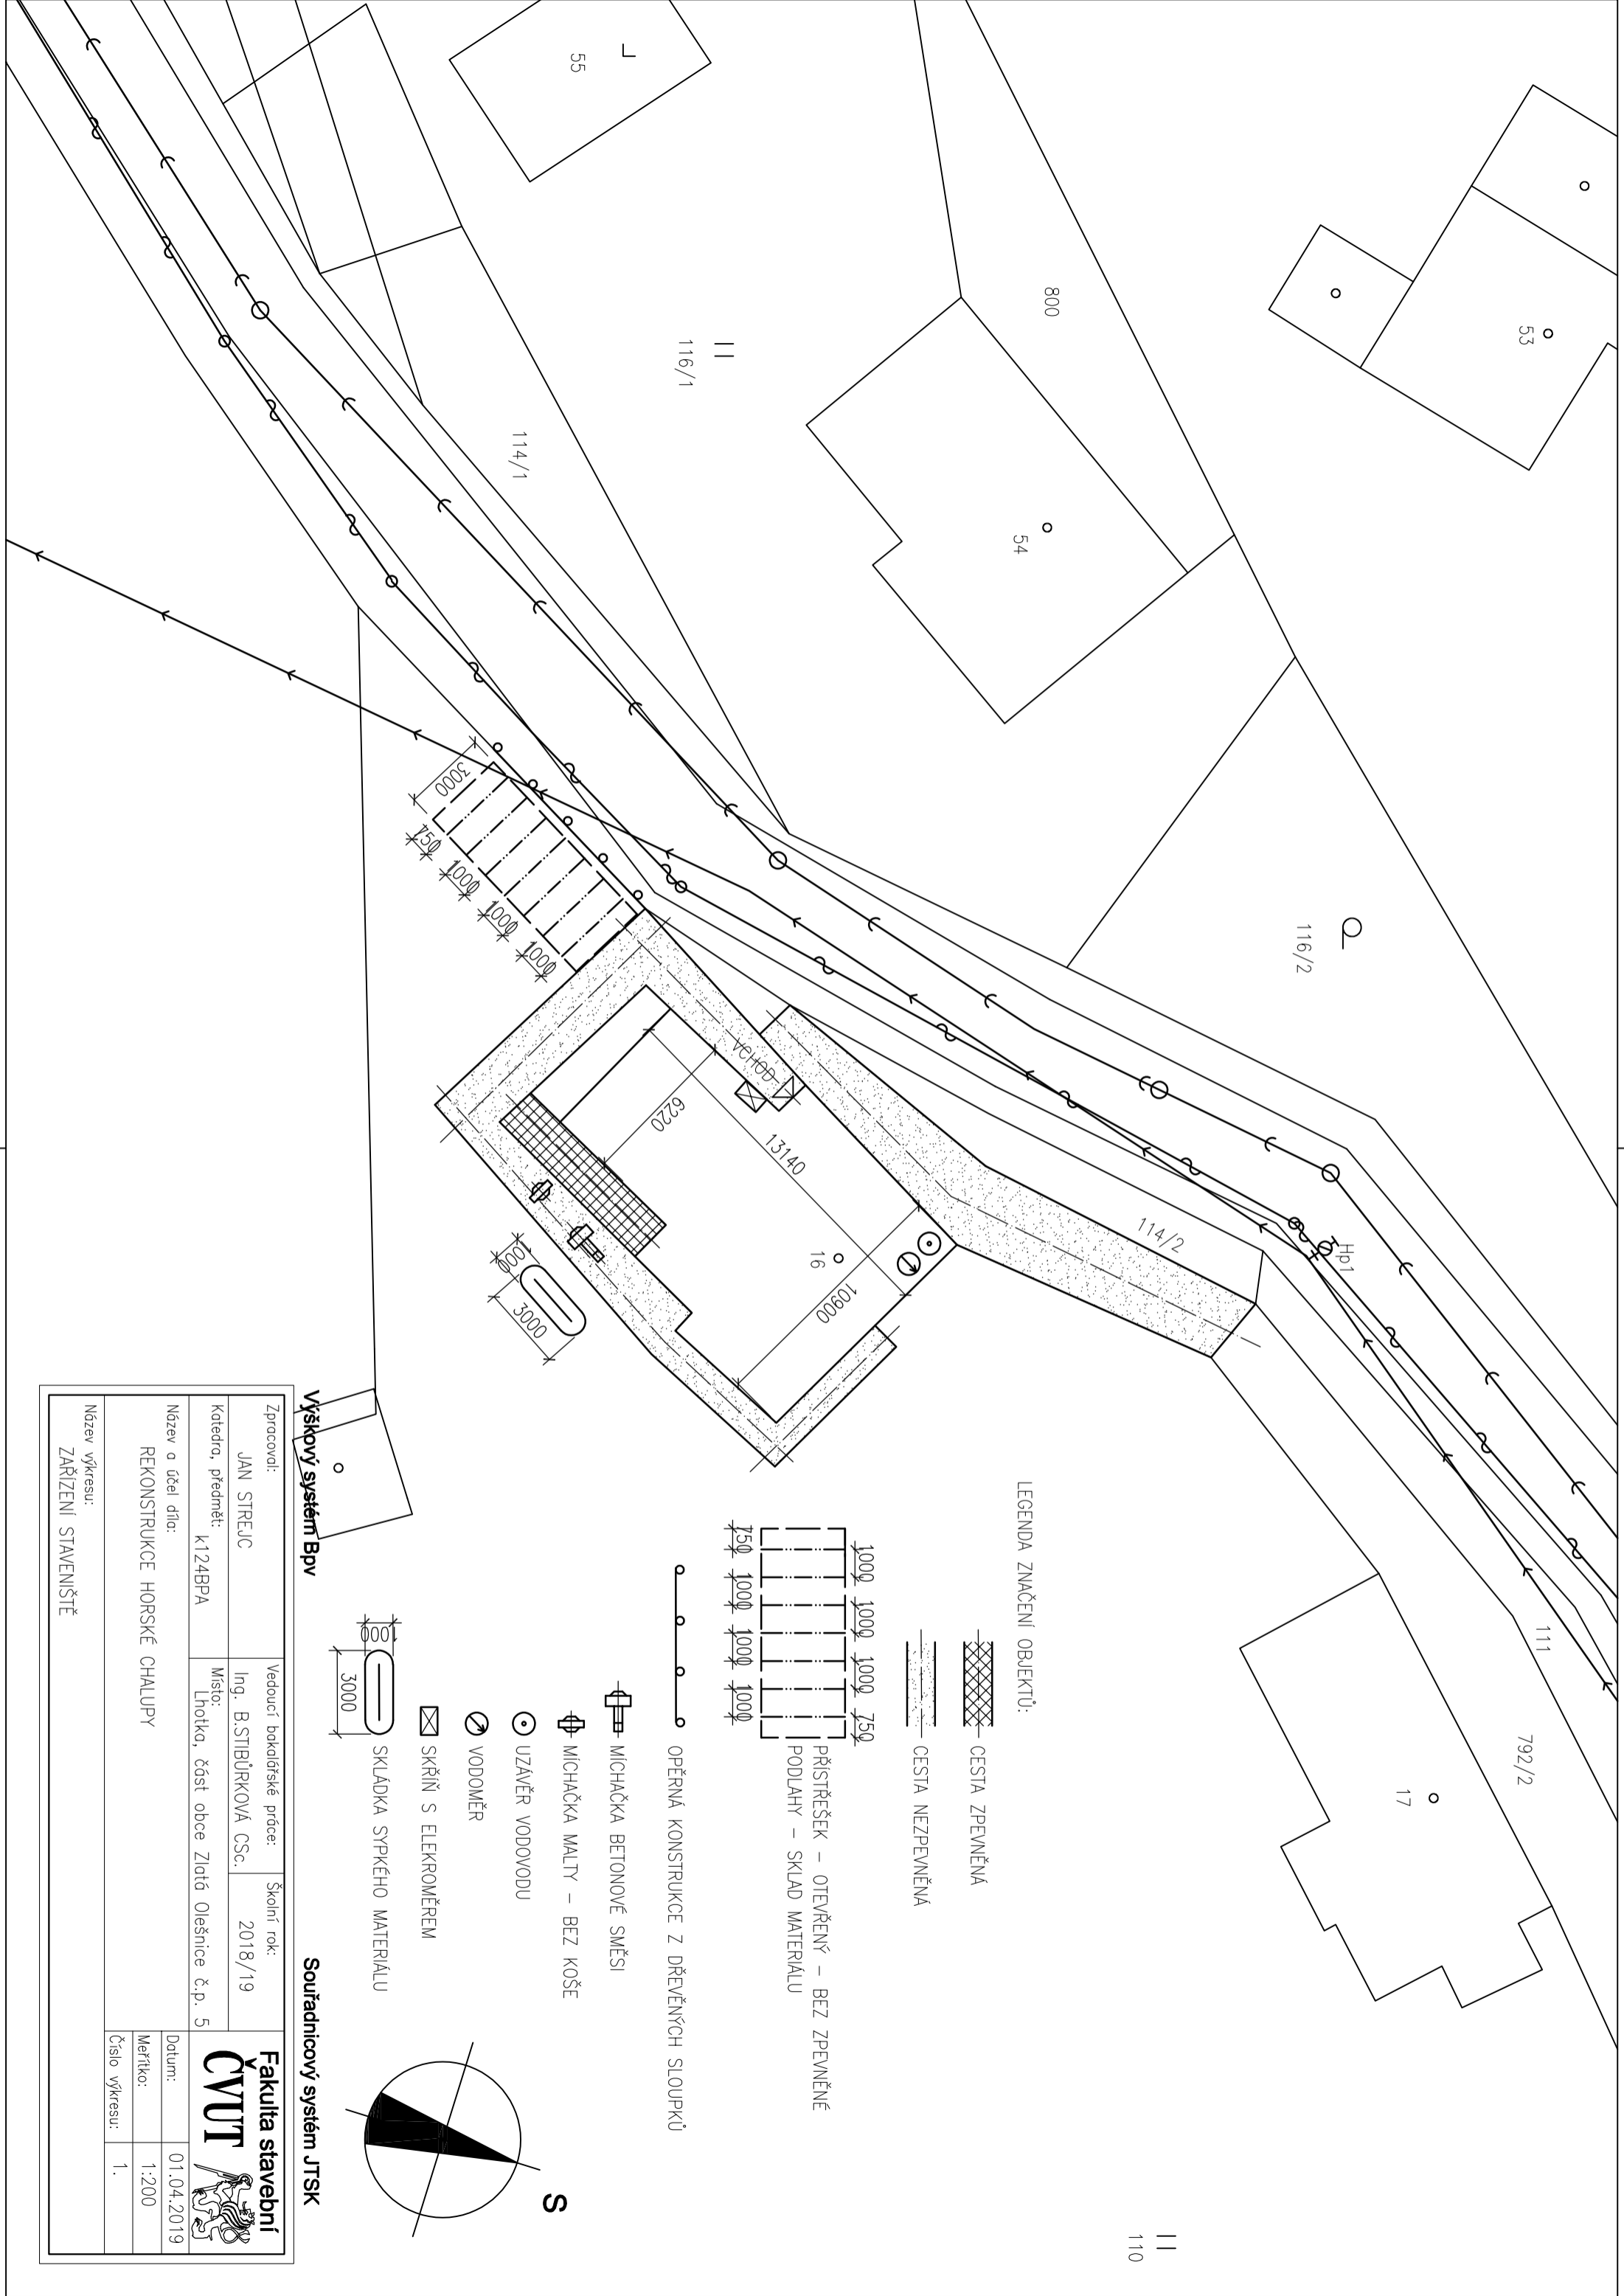 55
53
800
116/1
114/1
54
116/2
3000
750
1000
1000
1000
VCHOD
6220
13140
10900
16
1000
3000
114/2
Hp1
111
792/2
17
110
LEGENDA ZNAČENÍ OBJEKTŮ:
CESTA ZPEVNĚNÁ
CESTA NEZPEVNĚNÁ
1000
1000
1000
750
750
1000
1000
1000
PŘÍSTŘEŠEK – OTEVŘENÝ – BEZ ZPEVNĚNÉ
PODLAHY – SKLAD MATERIÁLU
OPĚRNÁ KONSTRUKCE Z DŘEVĚNÝCH SLOUPKŮ
MÍCHAČKA BETONOVÉ SMĚSI
MÍCHAČKA MALTY – BEZ KOŠE
UZÁVĚR VODOVODU
VODOMĚR
SKŘÍŇ S ELEKROMĚREM
SKLÁDKA SYPKÉHO MATERIÁLU
1000
3000
S
Výškový systém Bpv
Souřadnicový systém JTSK
Zpracoval:
JAN STREJC
Vedoucí bakalářské práce:
Ing. B.STIBŮRKOVÁ CSc.
Školní rok:
2018/19
Fakulta stavební
ČVUT
Katedra, předmět:
k124BPA
Místo:
Lhotka, část obce Zlatá Olešnice č.p. 5
Název a účel díla:
REKONSTRUKCE HORSKÉ CHALUPY
Datum:
01.04.2019
Meřítko:
1:200
Číslo výkresu:
1.
Název výkresu:
ZAŘÍZENÍ STAVENIŠTĚ